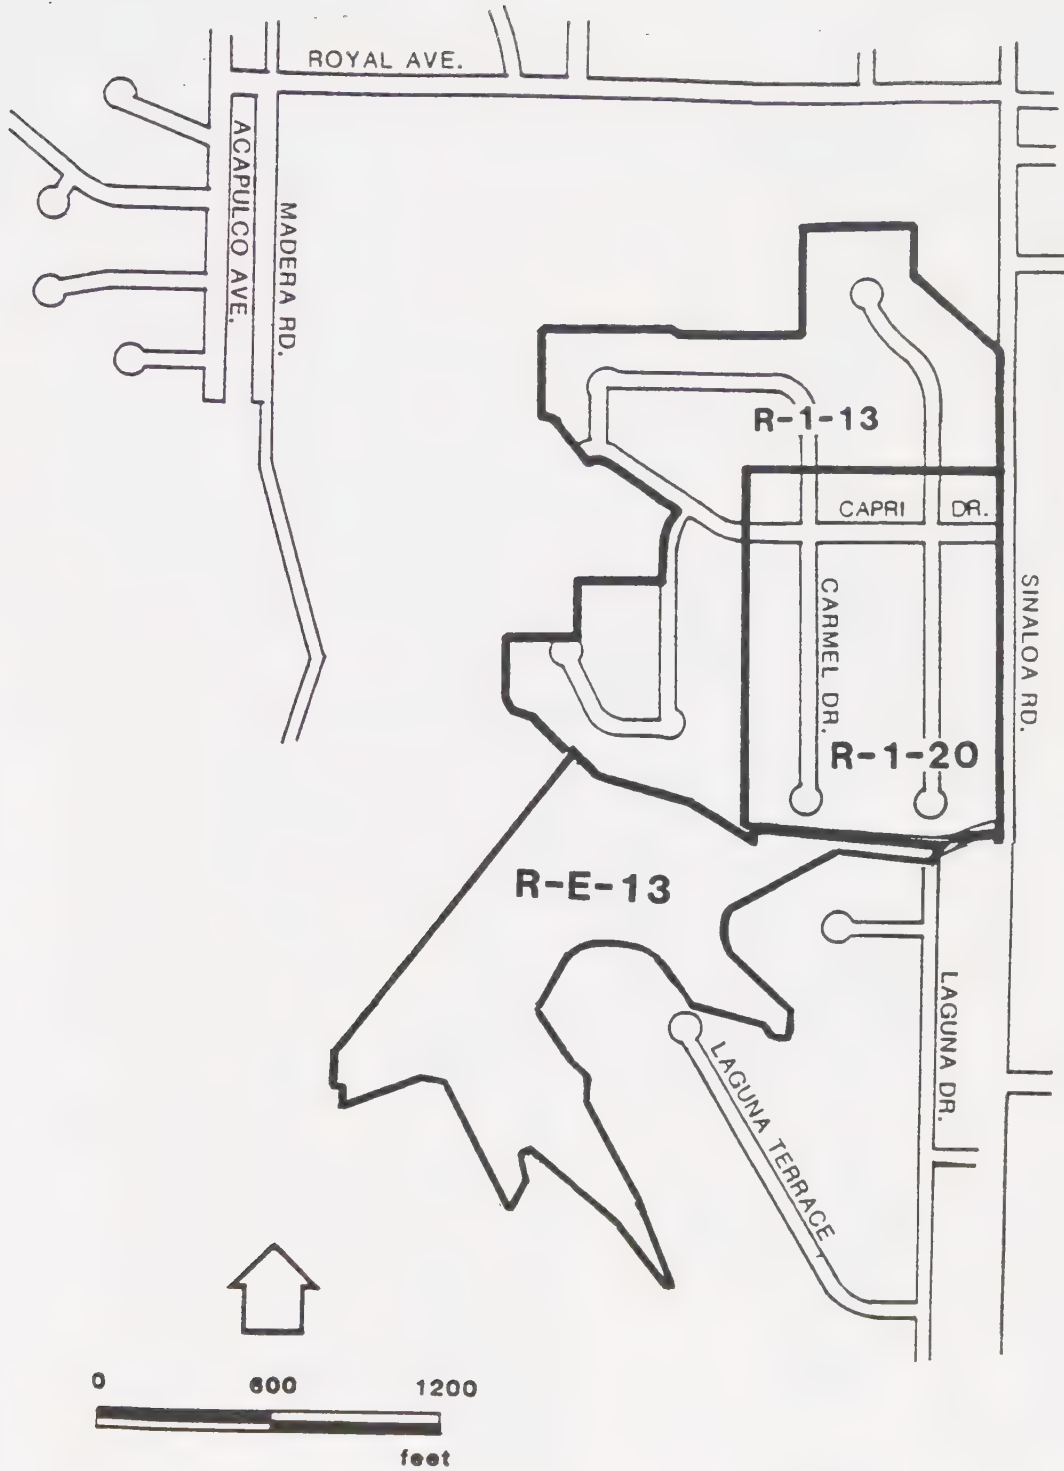 ROYAL AVE.
ACAPULCO AVE.
MADERA RD.
R-1-13
CAPRI DR.
CARMEL DR.
SINALOA RD.
R-1-20
R-E-13
LAGUNA DR.
LAGUNA TERRACE
0 600 1200
feet